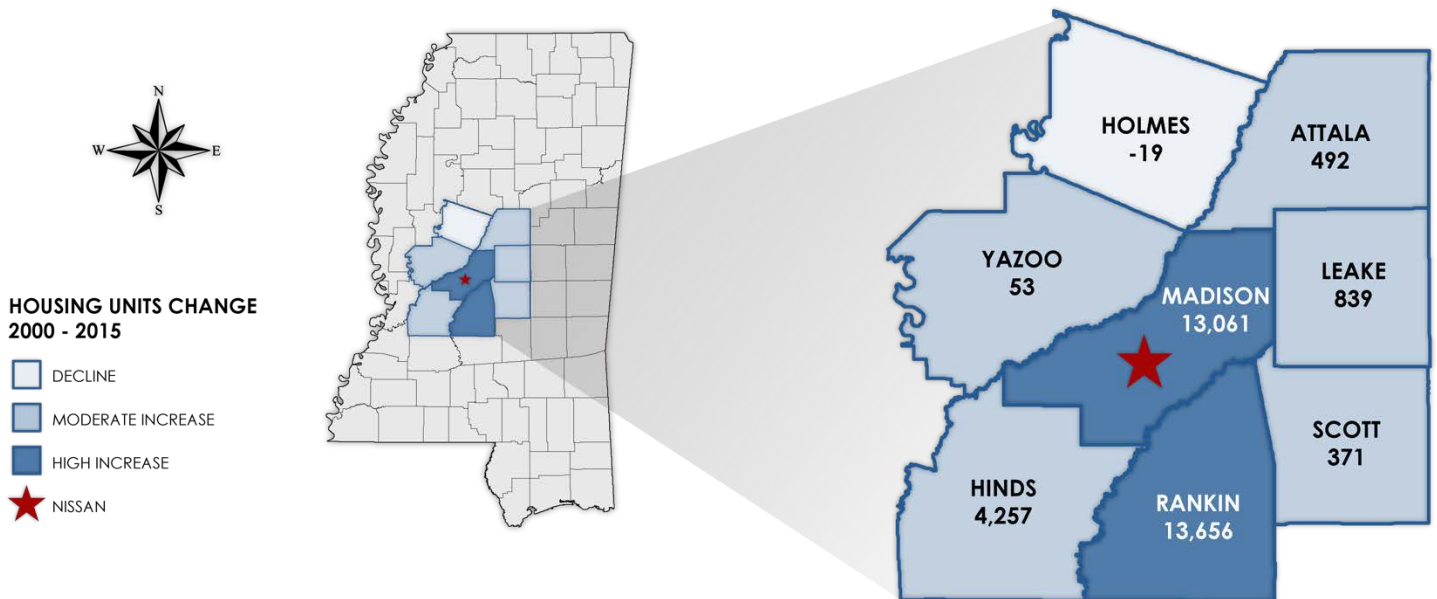 N
W
E
S
HOUSING UNITS CHANGE
2000 - 2015
DECLINE
MODERATE INCREASE
HIGH INCREASE
NISSAN
HOLMES
-19
ATTALA
492
YAZOO
53
LEAKE
839
MADISON
13,061
SCOTT
371
HINDS
4,257
RANKIN
13,656